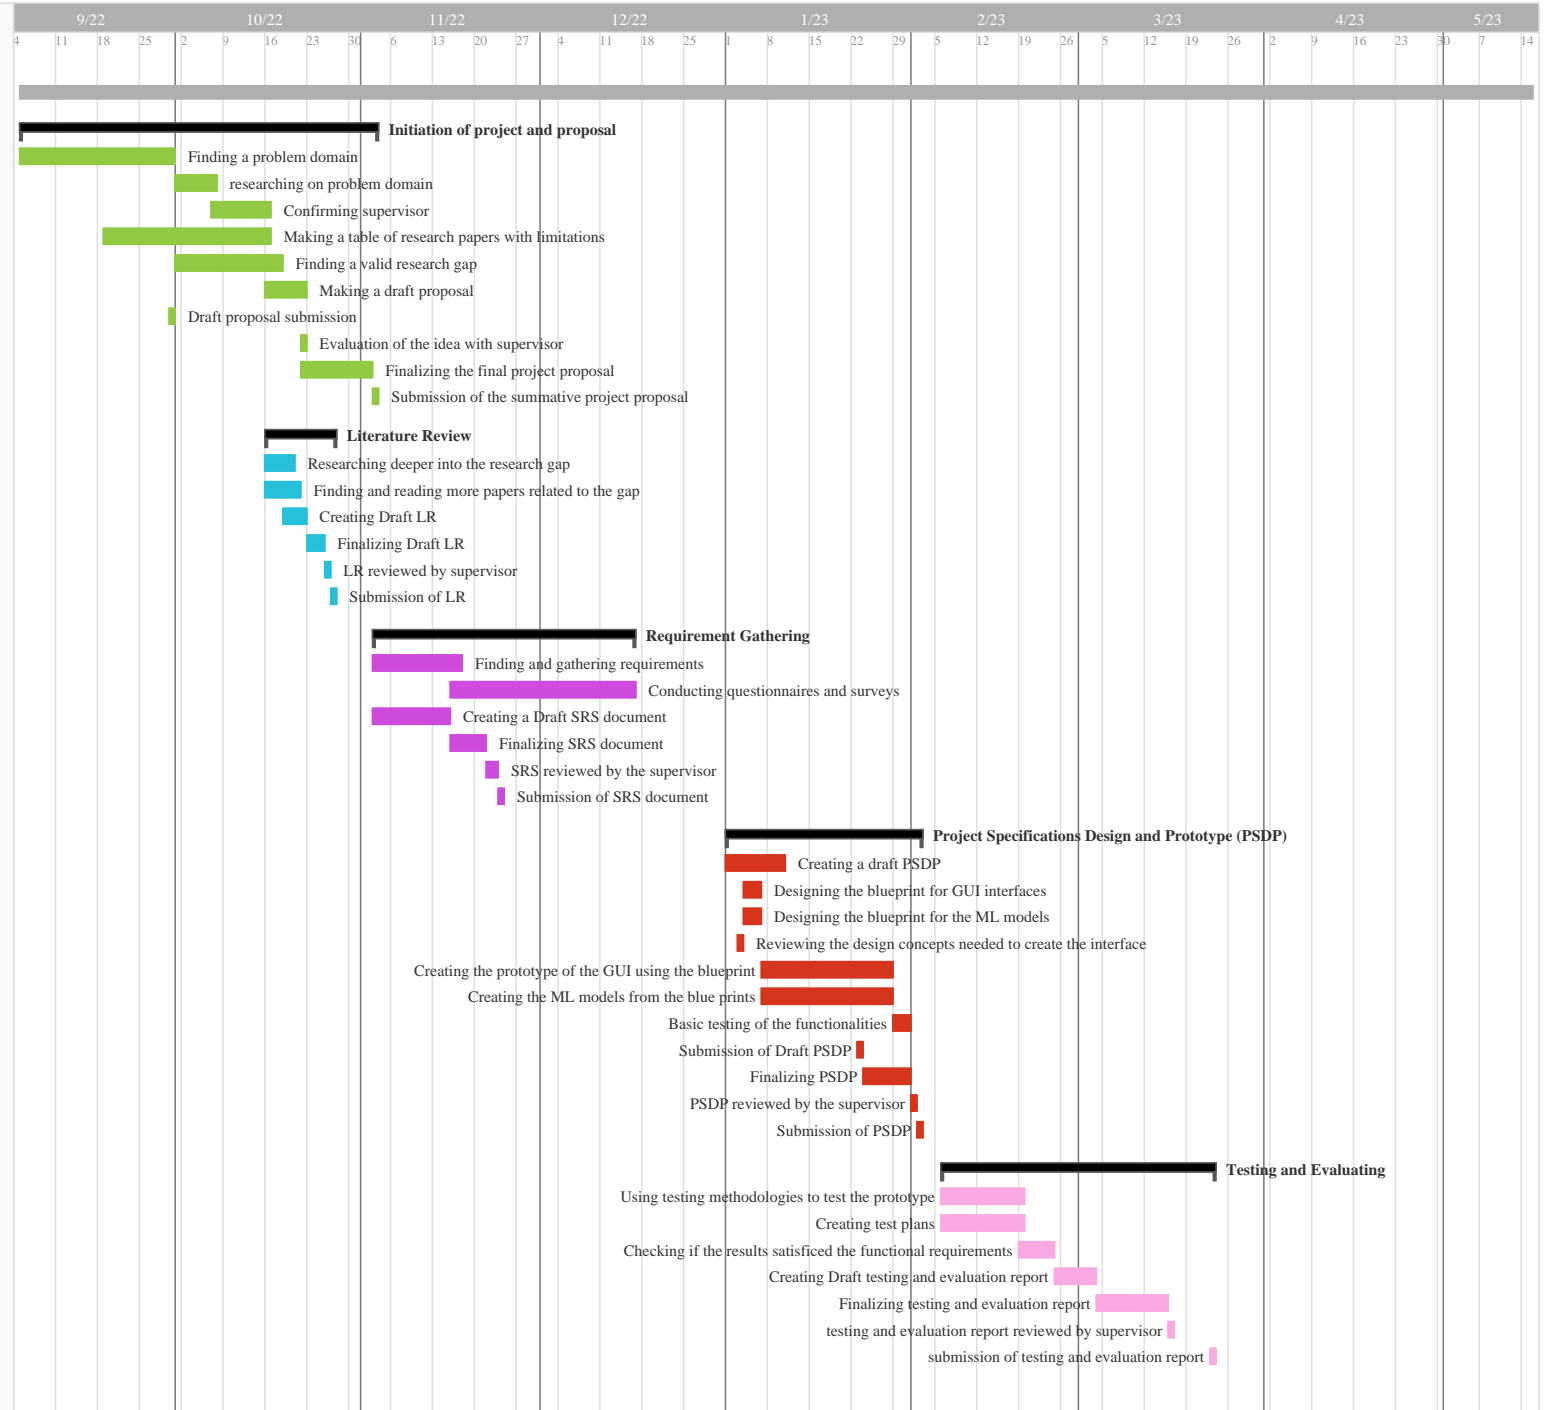 9/22 10/22 11/22 12/22 1/23 2/23 3/23 4/23 5/23
4 11 18 25 2 9 16 23 30 6 13 20 27 4 11 18 25 1 8 15 22 29 5 12 19 26 5 12 19 26 2 9 16 23 30 7 14
Initiation of project and proposal
Finding a problem domain
researching on problem domain
Confirming supervisor
Making a table of research papers with limitations
Finding a valid research gap
Making a draft proposal
Draft proposal submission
Evaluation of the idea with supervisor
Finalizing the final project proposal
Submission of the summative project proposal
Literature Review
Researching deeper into the research gap
Finding and reading more papers related to the gap
Creating Draft LR
Finalizing Draft LR
LR reviewed by supervisor
Submission of LR
Requirement Gathering
Finding and gathering requirements
Conducting questionnaires and surveys
Creating a Draft SRS document
Finalizing SRS document
SRS reviewed by the supervisor
Submission of SRS document
Project Specifications Design and Prototype (PSDP)
Creating a draft PSDP
Designing the blueprint for GUI interfaces
Designing the blueprint for the ML models
Reviewing the design concepts needed to create the interface
Creating the prototype of the GUI using the blueprint
Creating the ML models from the blue prints
Basic testing of the functionalities
Submission of Draft PSDP
Finalizing PSDP
PSDP reviewed by the supervisor
Submission of PSDP
Testing and Evaluating
Using testing methodologies to test the prototype
Creating test plans
Checking if the results satisficed the functional requirements
Creating Draft testing and evaluation report
Finalizing testing and evaluation report
testing and evaluation report reviewed by supervisor
submission of testing and evaluation report